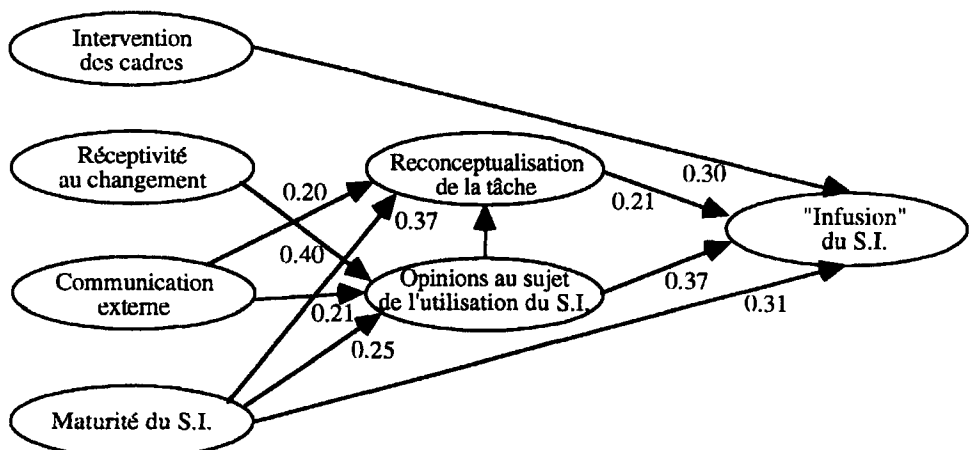 Intervention
des cadres
Réceptivité
au changement
Reconceptualisation
de la tâche
0.30
0.20
0.37
0.21
"Infusion"
du S.I.
0.40
Communication
externe
Opinions au sujet
de l'utilisation du S.I.
0.37
0.21
0.31
0.25
Maturité du S.I.